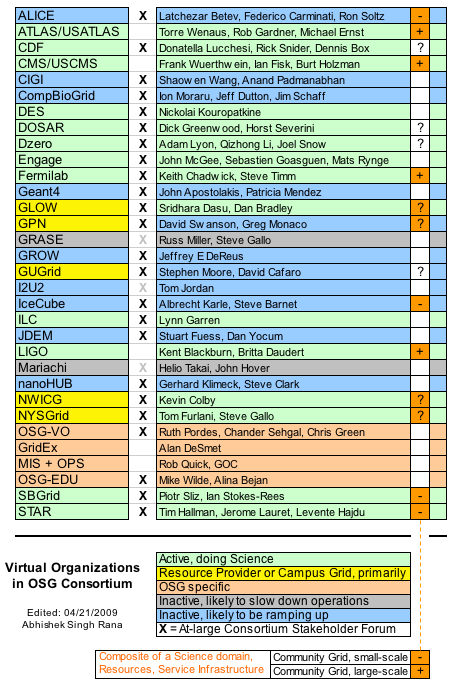 ALICE X Latchezar Betev, Federico Carminati, Ron Soltz -
ATLAS/USATLAS Torre Wenaus, Rob Gardner, Michael Ernst +
CDF X Donatella Lucchesi, Rick Snider, Dennis Box ?
CMS/USCMS Frank Wuerthwein, Ian Fisk, Burt Holzman +
CIGI X Shaowen Wang, Anand Padmanabhan
CompBioGrid X Ion Moraru, Jeff Dutton, Jim Schaff
DES X Nickolai Kouropatkine
DOSAR X Dick Greenwood, Horst Severini ?
Dzero X Adam Lyon, Qizhong Li, Joel Snow ?
Engage X John McGee, Sebastien Goasguen, Mats Rynge
Fermilab X Keith Chadwick, Steve Timm +
Geant4 X John Apostolakis, Patricia Mendez
GLOW X Sridhara Dasu, Dan Bradley ?
GPN X David Swanson, Greg Monaco ?
GRASE X Russ Miller, Steve Gallo
GROW X Jeffrey E DeReus
GUGrid X Stephen Moore, David Cafaro ?
I2U2 X Tom Jordan
IceCube X Albrecht Karle, Steve Barnet -
ILC X Lynn Garren
JDEM X Stuart Fuess, Dan Yocum
LIGO Kent Blackburn, Britta Daudert +
Mariachi X Helio Takai, John Hover
nanoHUB X Gerhard Klimeck, Steve Clark
NWICG X Kevin Colby ?
NYSGrid X Tom Furlani, Steve Gallo ?
OSG-VO X Ruth Pordes, Chander Sehgal, Chris Green
GridEx Alan DeSmet
MIS + OPS Rob Quick, GOC
OSG-EDU X Mike Wilde, Alina Bejan
SBGrid X Piotr Sliz, Ian Stokes-Rees -
STAR X Tim Hallman, Jerome Lauret, Levente Hajdu -
Virtual Organizations
in OSG Consortium
Edited: 04/21/2009
Abhishek Singh Rana
Active, doing Science
Resource Provider or Campus Grid, primarily
OSG specific
Inactive, likely to slow down operations
Inactive, likely to be ramping up
X = At-large Consortium Stakeholder Forum
Composite of a Science domain, Community Grid, small-scale -
Resources, Service Infrastructure Community Grid, large-scale +